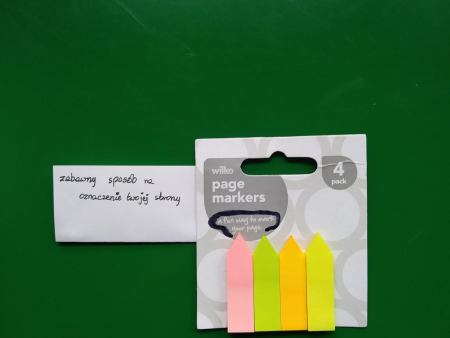 zabawny sposób na
oznaczenie twojej strony
wilko
page
markers
4
pack
a fun way to mark
your page